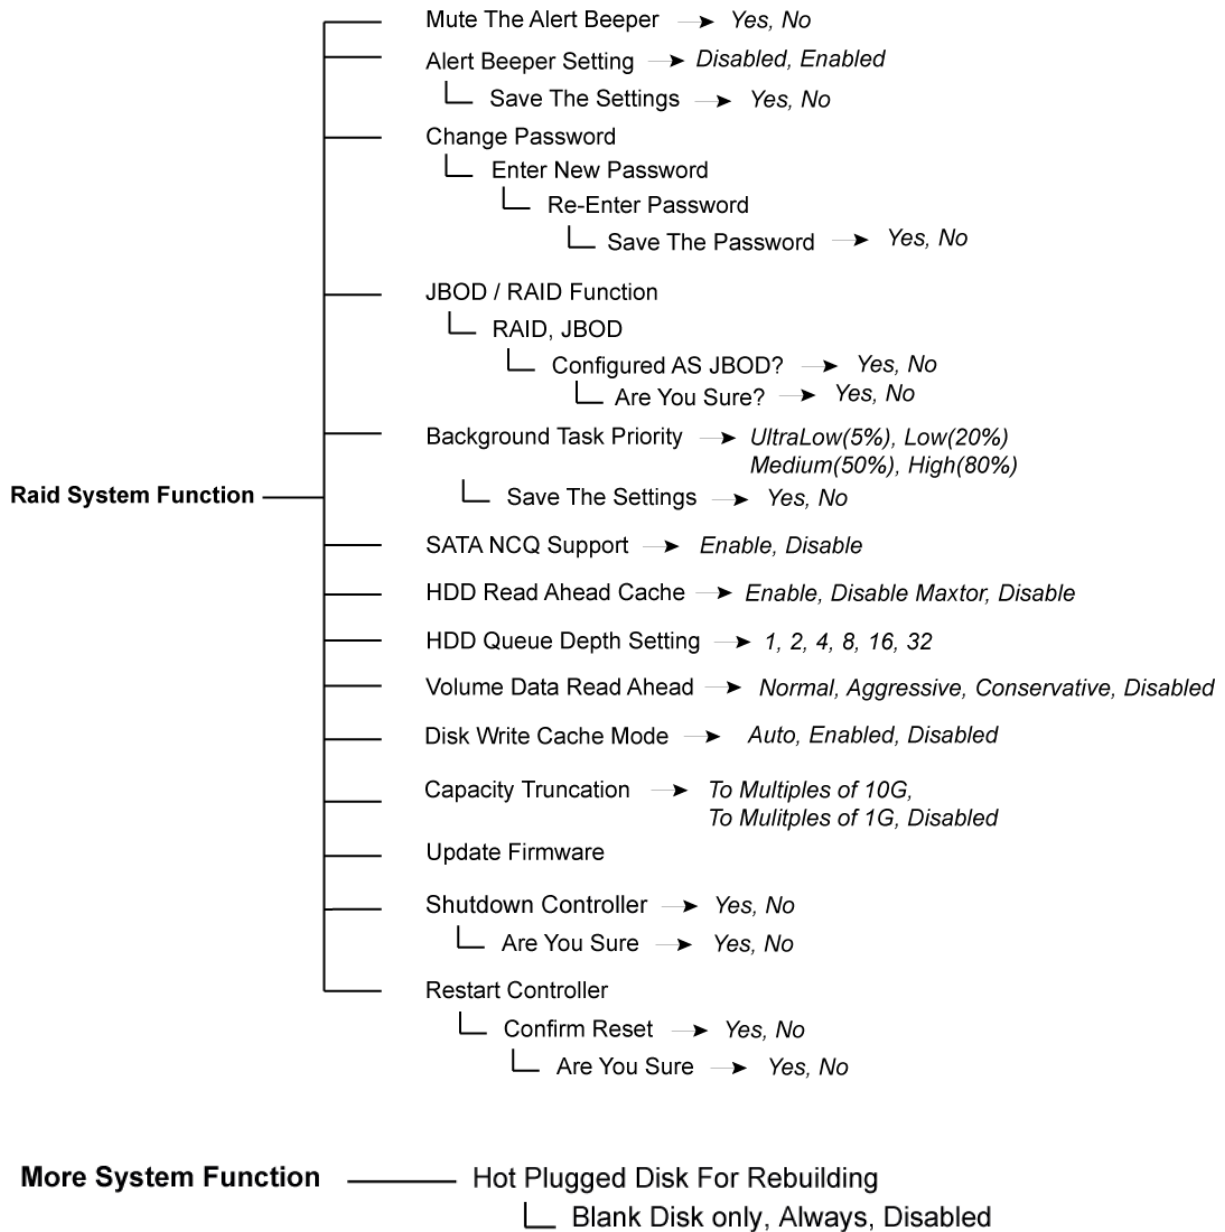 Mute The Alert Beeper Yes, No
Alert Beeper Setting Disabled, Enabled
Save The Settings Yes, No
Change Password
Enter New Password
Re-Enter Password
Save The Password Yes, No
JBOD / RAID Function
RAID, JBOD
Configured AS JBOD? Yes, No
Are You Sure? Yes, No
Background Task Priority UltraLow(5%), Low(20%)
Medium(50%), High(80%)
Raid System Function
Save The Settings Yes, No
SATA NCQ Support Enable, Disable
HDD Read Ahead Cache Enable, Disable Maxtor, Disable
HDD Queue Depth Setting 1, 2, 4, 8, 16, 32
Volume Data Read Ahead Normal, Aggressive, Conservative, Disabled
Disk Write Cache Mode Auto, Enabled, Disabled
Capacity Truncation To Multiples of 10G,
To Mulitples of 1G, Disabled
Update Firmware
Shutdown Controller Yes, No
Are You Sure Yes, No
Restart Controller
Confirm Reset Yes, No
Are You Sure Yes, No
More System Function Hot Plugged Disk For Rebuilding
Blank Disk only, Always, Disabled